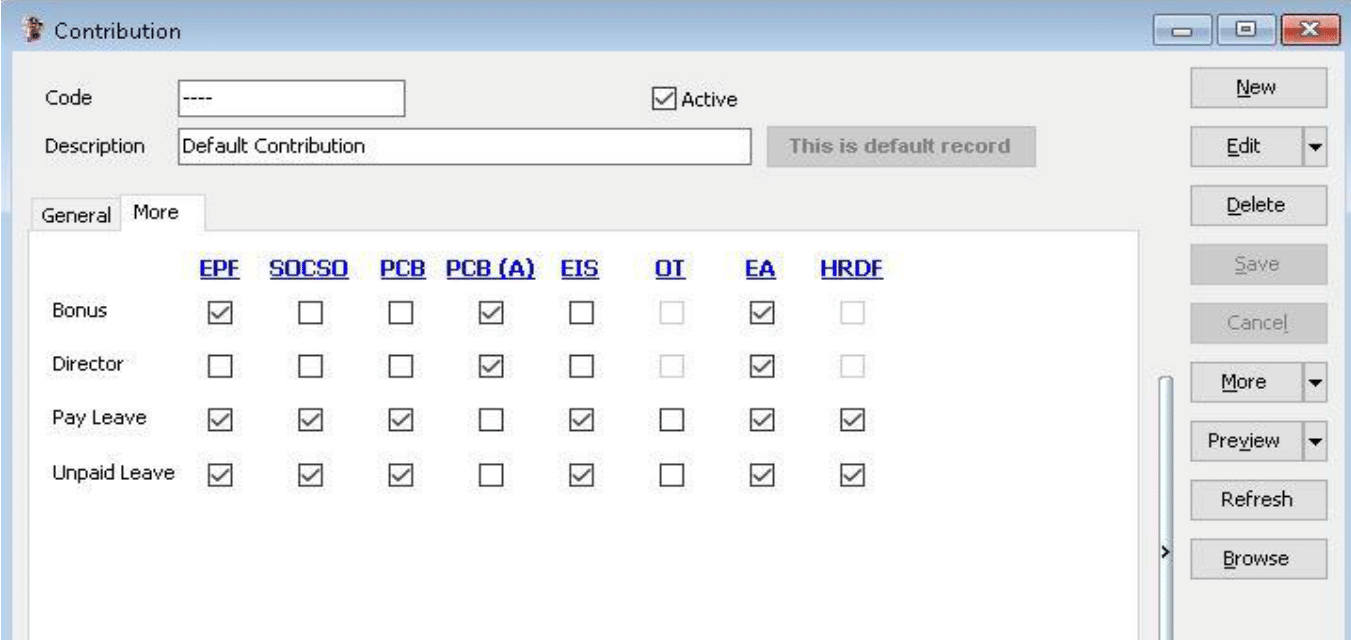 Contribution
Code ---- Active New
Description Default Contribution This is default record Edit
General More Delete
EPF SOCSO PCB PCB (A) EIS OT EA HRDF Save
Bonus Cancel
Director More
Pay Leave Preview
Unpaid Leave Refresh
Browse